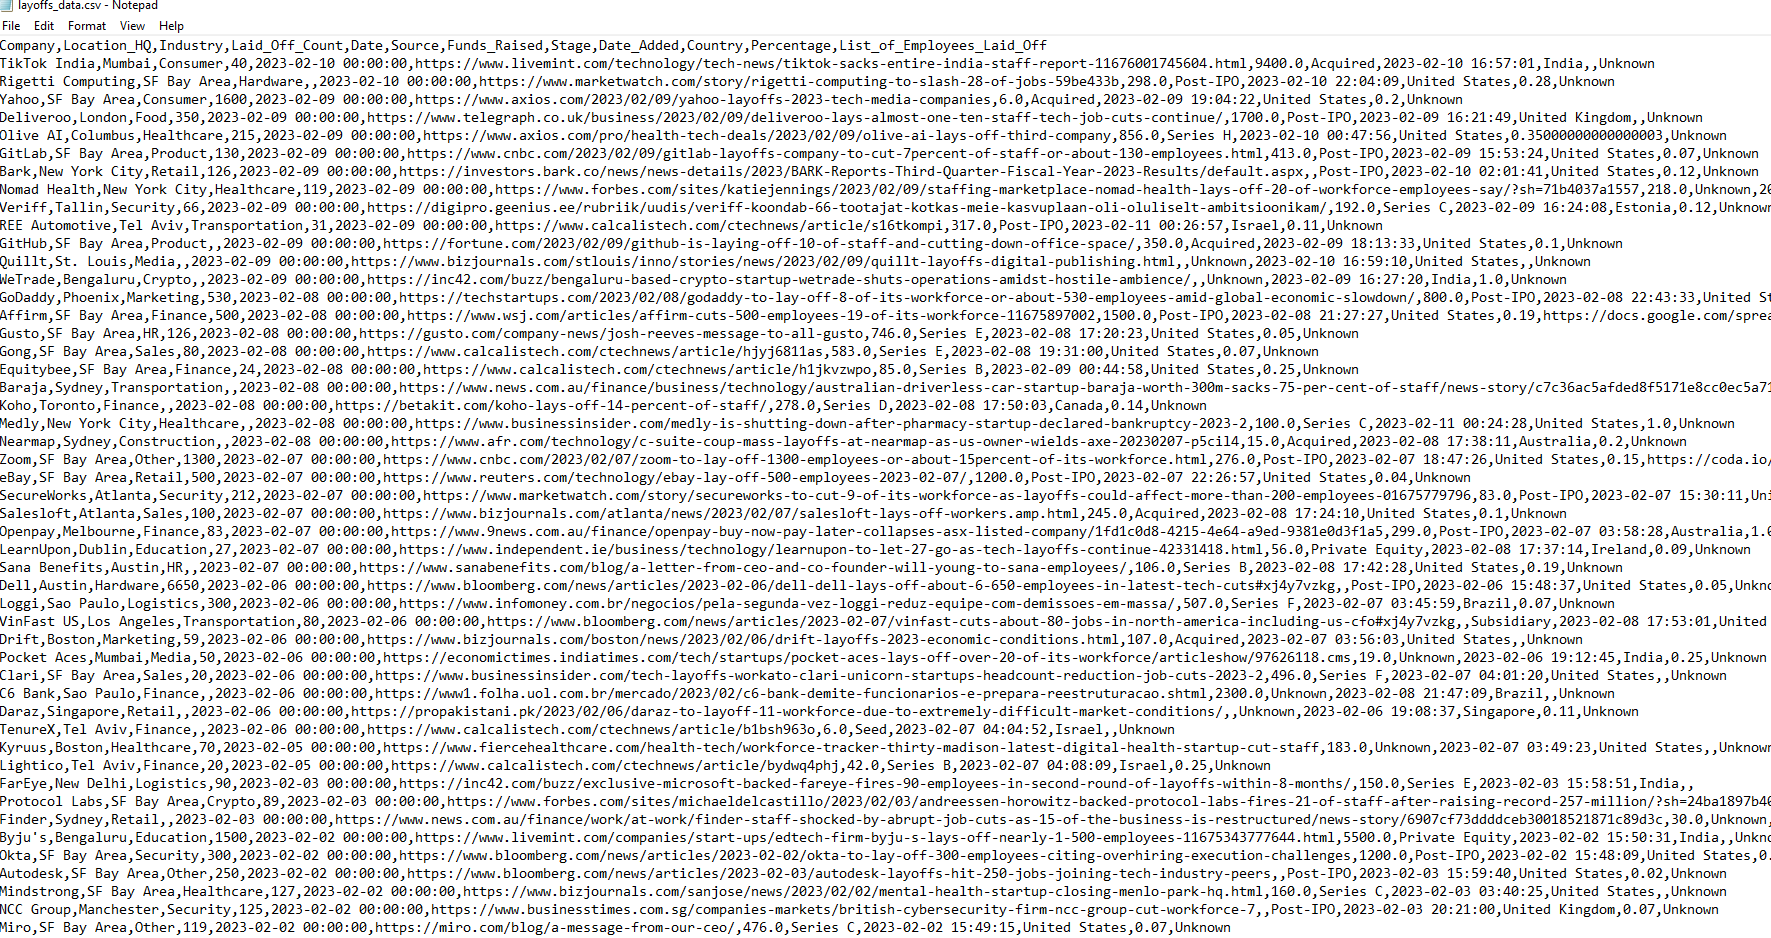 layoffs_data.csv - Notepad
File Edit Format View Help
Company,Location_HQ,Industry,Laid_Off_Count,Date,Source,Funds_Raised,Stage,Date_Added,Country,Percentage,List_of_Employees_Laid_Off
TikTok India,Mumbai,Consumer,40,2023-02-10 00:00:00,https://www.livemint.com/technology/tech-news/tiktok-sacks-entire-india-staff-report-11676001745604.html,9400.0,Acquired,2023-02-10 16:57:01,India,,Unknown
Rigetti Computing,SF Bay Area,Hardware,,2023-02-10 00:00:00,https://www.marketwatch.com/story/rigetti-computing-to-slash-28-of-jobs-59be433b,298.0,Post-IPO,2023-02-10 22:04:09,United States,0.28,Unknown
Yahoo,SF Bay Area,Consumer,1600,2023-02-09 00:00:00,https://www.axios.com/2023/02/09/yahoo-layoffs-2023-tech-media-companies,6.0,Acquired,2023-02-09 19:04:22,United States,0.2,Unknown
Deliveroo,London,Food,350,2023-02-09 00:00:00,https://www.telegraph.co.uk/business/2023/02/09/deliveroo-lays-almost-one-ten-staff-tech-job-cuts-continue/,1700.0,Post-IPO,2023-02-09 16:21:49,United Kingdom,,Unknown
Olive AI,Columbus,Healthcare,215,2023-02-09 00:00:00,https://www.axios.com/pro/health-tech-deals/2023/02/09/olive-ai-lays-off-third-company,856.0,Series H,2023-02-10 00:47:56,United States,0.35000000000000003,Unknown
GitLab,SF Bay Area,Product,130,2023-02-09 00:00:00,https://www.cnbc.com/2023/02/09/gitlab-layoffs-company-to-cut-7percent-of-staff-or-about-130-employees.html,413.0,Post-IPO,2023-02-09 15:53:24,United States,0.07,Unknown
Bark,New York City,Retail,126,2023-02-09 00:00:00,https://investors.bark.co/news/news-details/2023/BARK-Reports-Third-Quarter-Fiscal-Year-2023-Results/default.aspx,,Post-IPO,2023-02-10 02:01:41,United States,0.12,Unknown
Nomad Health,New York City,Healthcare,119,2023-02-09 00:00:00,https://www.forbes.com/sites/katiejennings/2023/02/09/staffing-marketplace-nomad-health-lays-off-20-of-workforce-employees-say/?sh=71b4037a1557,218.0,Unknown,20
Veriff,Tallin,Security,66,2023-02-09 00:00:00,https://digipro.geenius.ee/rubriik/uudis/veriff-koondab-66-tootajat-kotkas-meie-kasvuplaan-oli-oluliselt-ambitsioonikam/,192.0,Series C,2023-02-09 16:24:08,Estonia,0.12,Unknown
REE Automotive,Tel Aviv,Transportation,31,2023-02-09 00:00:00,https://www.calcalistech.com/ctechnews/article/s16tkompi,317.0,Post-IPO,2023-02-11 00:26:57,Israel,0.11,Unknown
GitHub,SF Bay Area,Product,,2023-02-09 00:00:00,https://fortune.com/2023/02/09/github-is-laying-off-10-of-staff-and-cutting-down-office-space/,350.0,Acquired,2023-02-09 18:13:33,United States,0.1,Unknown
Quillt,St. Louis,Media,,2023-02-09 00:00:00,https://www.bizjournals.com/stlouis/inno/stories/news/2023/02/09/quillt-layoffs-digital-publishing.html,,Unknown,2023-02-10 16:59:10,United States,,Unknown
WeTrade,Bengaluru,Crypto,,2023-02-09 00:00:00,https://inc42.com/buzz/bengaluru-based-crypto-startup-wetrade-shuts-operations-amidst-hostile-ambience/,,Unknown,2023-02-09 16:27:20,India,1.0,Unknown
GoDaddy,Phoenix,Marketing,530,2023-02-08 00:00:00,https://techstartups.com/2023/02/08/godaddy-to-lay-off-8-of-its-workforce-or-about-530-employees-amid-global-economic-slowdown/,800.0,Post-IPO,2023-02-08 22:43:33,United St
Affirm,SF Bay Area,Finance,500,2023-02-08 00:00:00,https://www.wsj.com/articles/affirm-cuts-500-employees-19-of-its-workforce-11675897002,1500.0,Post-IPO,2023-02-08 21:27:27,United States,0.19,https://docs.google.com/sprea
Gusto,SF Bay Area,HR,126,2023-02-08 00:00:00,https://gusto.com/company-news/josh-reeves-message-to-all-gusto,746.0,Series E,2023-02-08 17:20:23,United States,0.05,Unknown
Gong,SF Bay Area,Sales,80,2023-02-08 00:00:00,https://www.calcalistech.com/ctechnews/article/hjyj6811as,583.0,Series E,2023-02-08 19:31:00,United States,0.07,Unknown
Equitybee,SF Bay Area,Finance,24,2023-02-08 00:00:00,https://www.calcalistech.com/ctechnews/article/h1jkvzwpo,85.0,Series B,2023-02-09 00:44:58,United States,0.25,Unknown
Baraja,Sydney,Transportation,,2023-02-08 00:00:00,https://www.news.com.au/finance/business/technology/australian-driverless-car-startup-baraja-worth-300m-sacks-75-per-cent-of-staff/news-story/c7c36ac5afded8f5171e8cc0ec5a71
Koho,Toronto,Finance,,2023-02-08 00:00:00,https://betakit.com/koho-lays-off-14-percent-of-staff/,278.0,Series D,2023-02-08 17:50:03,Canada,0.14,Unknown
Medly,New York City,Healthcare,,2023-02-08 00:00:00,https://www.businessinsider.com/medly-is-shutting-down-after-pharmacy-startup-declared-bankruptcy-2023-2,100.0,Series C,2023-02-11 00:24:28,United States,1.0,Unknown
Nearmap,Sydney,Construction,,2023-02-08 00:00:00,https://www.afr.com/technology/c-suite-coup-mass-layoffs-at-nearmap-as-us-owner-wields-axe-20230207-p5cil4,15.0,Acquired,2023-02-08 17:38:11,Australia,0.2,Unknown
Zoom,SF Bay Area,Other,1300,2023-02-07 00:00:00,https://www.cnbc.com/2023/02/07/zoom-to-lay-off-1300-employees-or-about-15percent-of-its-workforce.html,276.0,Post-IPO,2023-02-07 18:47:26,United States,0.15,https://coda.io/
eBay,SF Bay Area,Retail,500,2023-02-07 00:00:00,https://www.reuters.com/technology/ebay-lay-off-500-employees-2023-02-07/,1200.0,Post-IPO,2023-02-07 22:26:57,United States,0.04,Unknown
SecureWorks,Atlanta,Security,212,2023-02-07 00:00:00,https://www.marketwatch.com/story/secureworks-to-cut-9-of-its-workforce-as-layoffs-could-affect-more-than-200-employees-01675779796,83.0,Post-IPO,2023-02-07 15:30:11,Uni
Salesloft,Atlanta,Sales,100,2023-02-07 00:00:00,https://www.bizjournals.com/atlanta/news/2023/02/07/salesloft-lays-off-workers.amp.html,245.0,Acquired,2023-02-08 17:24:10,United States,0.1,Unknown
Openpay,Melbourne,Finance,83,2023-02-07 00:00:00,https://www.9news.com.au/finance/openpay-buy-now-pay-later-collapses-asx-listed-company/1fd1c0d8-4215-4e64-a9ed-9381e0d3f1a5,299.0,Post-IPO,2023-02-07 03:58:28,Australia,1.0
LearnUpon,Dublin,Education,27,2023-02-07 00:00:00,https://www.independent.ie/business/technology/learnupon-to-let-27-go-as-tech-layoffs-continue-42331418.html,56.0,Private Equity,2023-02-08 17:37:14,Ireland,0.09,Unknown
Sana Benefits,Austin,HR,,2023-02-07 00:00:00,https://www.sanabenefits.com/blog/a-letter-from-ceo-and-co-founder-will-young-to-sana-employees/,106.0,Series B,2023-02-08 17:42:28,United States,0.19,Unknown
Dell,Austin,Hardware,6650,2023-02-06 00:00:00,https://www.bloomberg.com/news/articles/2023-02-06/dell-dell-lays-off-about-6-650-employees-in-latest-tech-cuts#xj4y7vzkg,,Post-IPO,2023-02-06 15:48:37,United States,0.05,Unkno
Loggi,Sao Paulo,Logistics,300,2023-02-06 00:00:00,https://www.infomoney.com.br/negocios/pela-segunda-vez-loggi-reduz-equipe-com-demissoes-em-massa/,507.0,Series F,2023-02-07 03:45:59,Brazil,0.07,Unknown
VinFast US,Los Angeles,Transportation,80,2023-02-06 00:00:00,https://www.bloomberg.com/news/articles/2023-02-07/vinfast-cuts-about-80-jobs-in-north-america-including-us-cfo#xj4y7vzkg,,Subsidiary,2023-02-08 17:53:01,United
Drift,Boston,Marketing,59,2023-02-06 00:00:00,https://www.bizjournals.com/boston/news/2023/02/06/drift-layoffs-2023-economic-conditions.html,107.0,Acquired,2023-02-07 03:56:03,United States,,Unknown
Pocket Aces,Mumbai,Media,50,2023-02-06 00:00:00,https://economictimes.indiatimes.com/tech/startups/pocket-aces-lays-off-over-20-of-its-workforce/articleshow/97626118.cms,19.0,Unknown,2023-02-06 19:12:45,India,0.25,Unknown
Clari,SF Bay Area,Sales,20,2023-02-06 00:00:00,https://www.businessinsider.com/tech-layoffs-workato-clari-unicorn-startups-headcount-reduction-job-cuts-2023-2,496.0,Series F,2023-02-07 04:01:20,United States,,Unknown
C6 Bank,Sao Paulo,Finance,,2023-02-06 00:00:00,https://www1.folha.uol.com.br/mercado/2023/02/c6-bank-demite-funcionarios-e-prepara-reestruturacao.shtml,2300.0,Unknown,2023-02-08 21:47:09,Brazil,,Unknown
Daraz,Singapore,Retail,,2023-02-06 00:00:00,https://propakistani.pk/2023/02/06/daraz-to-layoff-11-workforce-due-to-extremely-difficult-market-conditions/,,Unknown,2023-02-06 19:08:37,Singapore,0.11,Unknown
TenureX,Tel Aviv,Finance,,2023-02-06 00:00:00,https://www.calcalistech.com/ctechnews/article/b1bsh963o,6.0,Seed,2023-02-07 04:04:52,Israel,,Unknown
Kyruus,Boston,Healthcare,70,2023-02-05 00:00:00,https://www.fiercehealthcare.com/health-tech/workforce-tracker-thirty-madison-latest-digital-health-startup-cut-staff,183.0,Unknown,2023-02-07 03:49:23,United States,,Unknown
Lightico,Tel Aviv,Finance,20,2023-02-05 00:00:00,https://www.calcalistech.com/ctechnews/article/bydwq4phj,42.0,Series B,2023-02-07 04:08:09,Israel,0.25,Unknown
FarEye,New Delhi,Logistics,90,2023-02-03 00:00:00,https://inc42.com/buzz/exclusive-microsoft-backed-fareye-fires-90-employees-in-second-round-of-layoffs-within-8-months/,150.0,Series E,2023-02-03 15:58:51,India,,
Protocol Labs,SF Bay Area,Crypto,89,2023-02-03 00:00:00,https://www.forbes.com/sites/michaeldelcastillo/2023/02/03/andreessen-horowitz-backed-protocol-labs-fires-21-of-staff-after-raising-record-257-million/?sh=24ba1897b40
Finder,Sydney,Retail,,2023-02-03 00:00:00,https://www.news.com.au/finance/work/at-work/finder-staff-shocked-by-abrupt-job-cuts-as-15-of-the-business-is-restructured/news-story/6907cf73ddddceb30018521871c89d3c,30.0,Unknown,
Byju's,Bengaluru,Education,1500,2023-02-02 00:00:00,https://www.livemint.com/companies/start-ups/edtech-firm-byju-s-lays-off-nearly-1-500-employees-11675343777644.html,5500.0,Private Equity,2023-02-02 15:50:31,India,,Unkno
Okta,SF Bay Area,Security,300,2023-02-02 00:00:00,https://www.bloomberg.com/news/articles/2023-02-02/okta-to-lay-off-300-employees-citing-overhiring-execution-challenges,1200.0,Post-IPO,2023-02-02 15:48:09,United States,0.
Autodesk,SF Bay Area,Other,250,2023-02-02 00:00:00,https://www.bloomberg.com/news/articles/2023-02-03/autodesk-layoffs-hit-250-jobs-joining-tech-industry-peers,,Post-IPO,2023-02-03 15:59:40,United States,0.02,Unknown
Mindstrong,SF Bay Area,Healthcare,127,2023-02-02 00:00:00,https://www.bizjournals.com/sanjose/news/2023/02/02/mental-health-startup-closing-menlo-park-hq.html,160.0,Series C,2023-02-03 03:40:25,United States,,Unknown
NCC Group,Manchester,Security,125,2023-02-02 00:00:00,https://www.businesstimes.com.sg/companies-markets/british-cybersecurity-firm-ncc-group-cut-workforce-7,,Post-IPO,2023-02-03 20:21:00,United Kingdom,0.07,Unknown
Miro,SF Bay Area,Other,119,2023-02-02 00:00:00,https://miro.com/blog/a-message-from-our-ceo/,476.0,Series C,2023-02-02 15:49:15,United States,0.07,Unknown